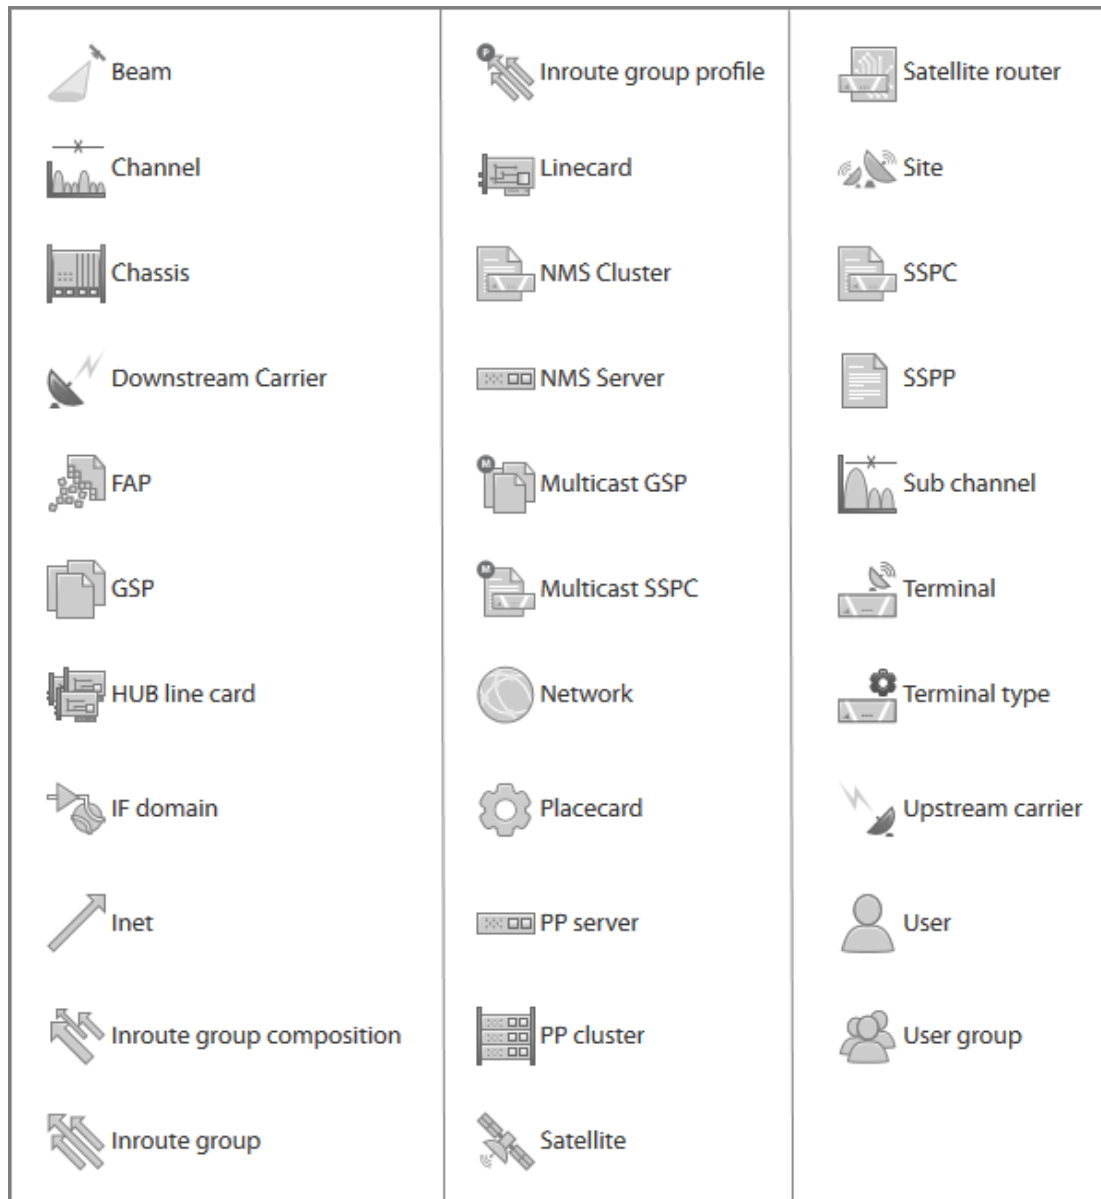 Beam
Channel
Chassis
Downstream Carrier
FAP
GSP
HUB line card
IF domain
Inet
Inroute group composition
Inroute group
P
Inroute group profile
Linecard
NMS Cluster
NMS Server
M
Multicast GSP
M
Multicast SSPC
Network
Placecard
PP server
PP cluster
Satellite
Satellite router
Site
SSPC
SSPP
Sub channel
Terminal
Terminal type
Upstream carrier
User
User group